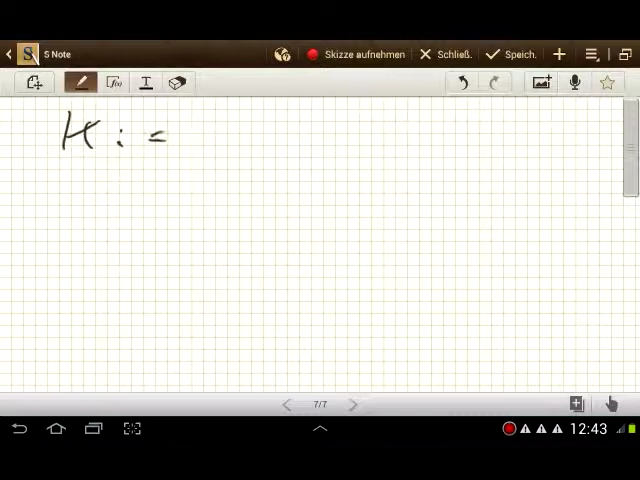 S Note
Skizze aufnehmen
Schließ.
Speich.
f(x)
T
H : =
7/7
12:43